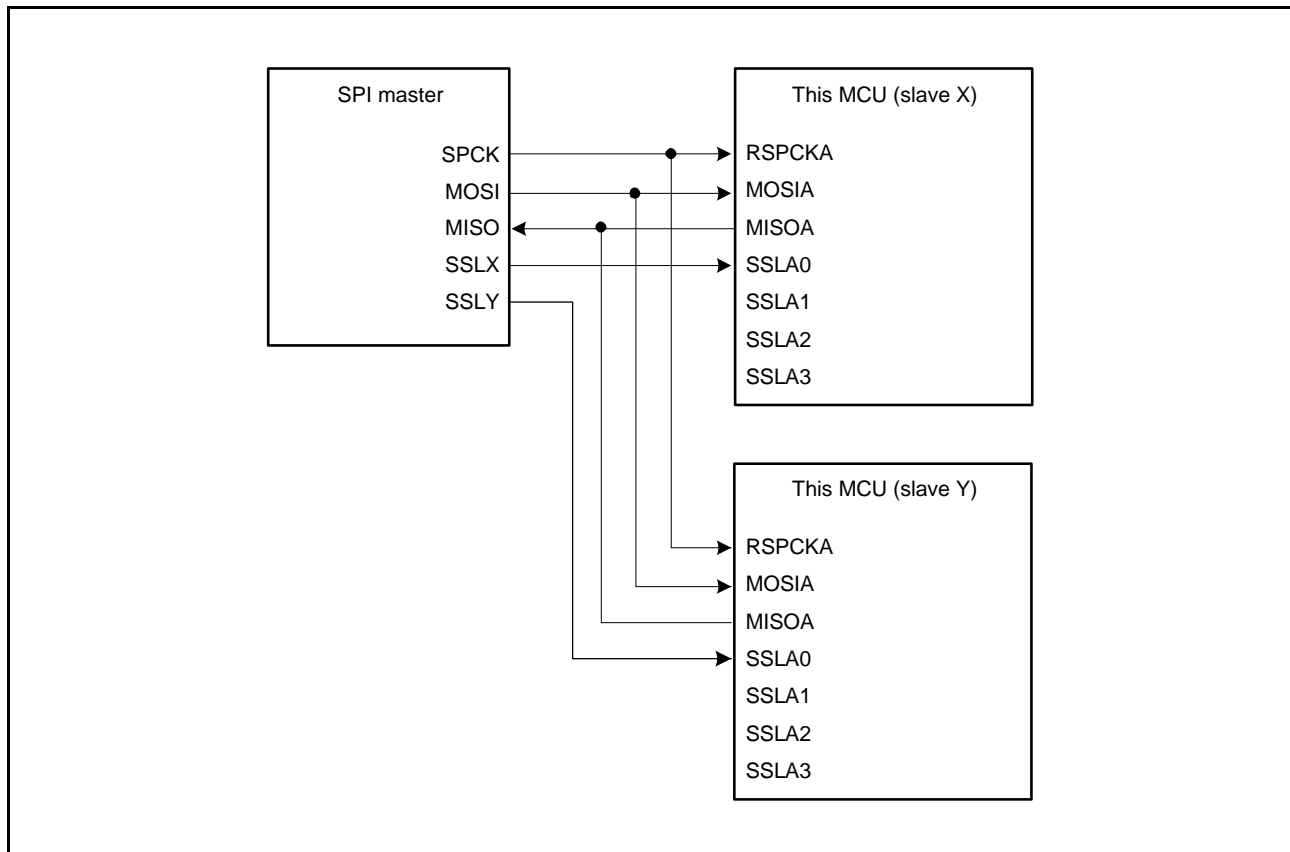 SPI master
SPCK
MOSI
MISO
SSLX
SSLY
This MCU (slave X)
RSPCKA
MOSIA
MISOA
SSLA0
SSLA1
SSLA2
SSLA3
This MCU (slave Y)
RSPCKA
MOSIA
MISOA
SSLA0
SSLA1
SSLA2
SSLA3